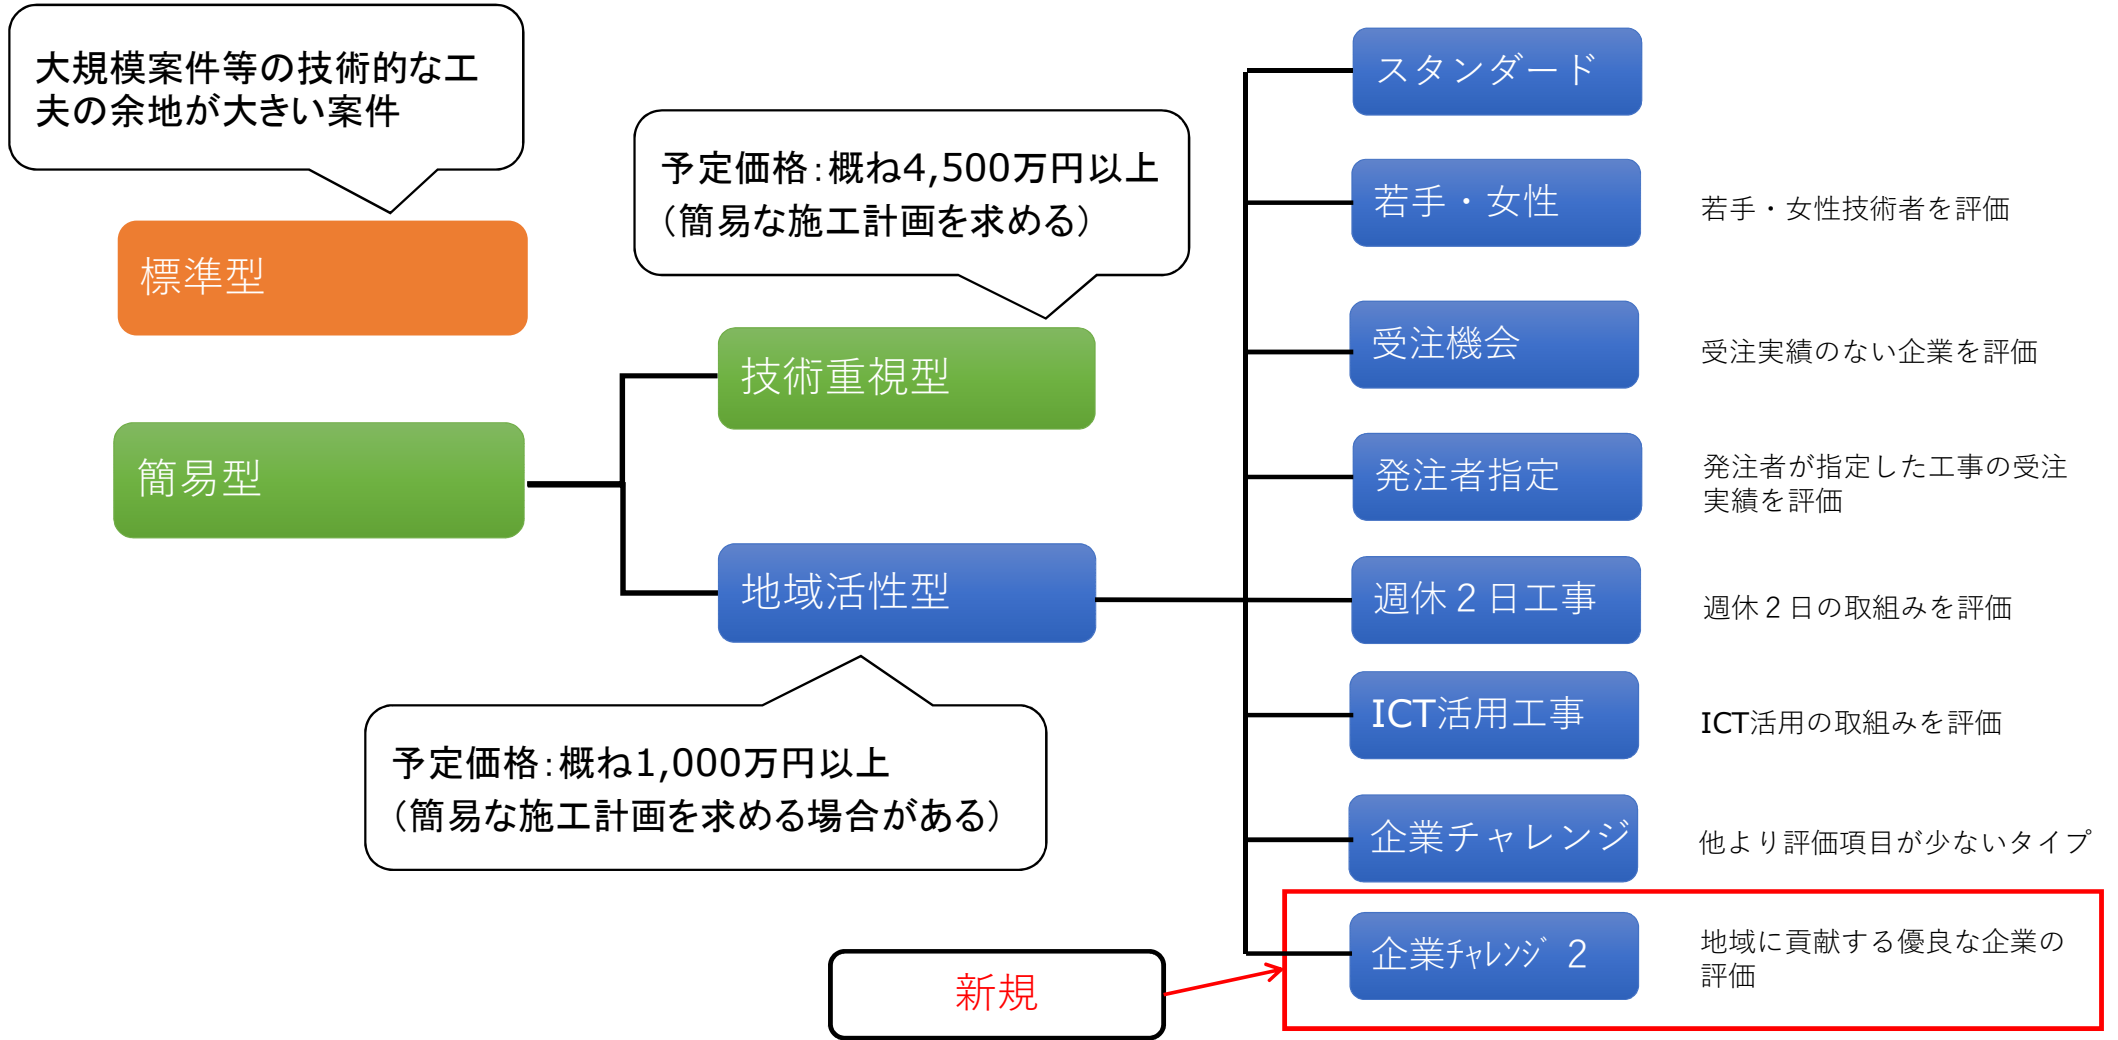 大規模案件等の技術的な工
夫の余地が大きい案件
標準型
簡易型
予定価格：概ね4,500万円以上
（簡易な施工計画を求める）
技術重視型
地域活性型
予定価格：概ね1,000万円以上
（簡易な施工計画を求める場合がある）
スタンダード
若手・女性
若手・女性技術者を評価
受注機会
受注実績のない企業を評価
発注者指定
発注者が指定した工事の受注
実績を評価
週休２日工事
週休２日の取組みを評価
ICT活用工事
ICT活用の取組みを評価
企業チャレンジ
他より評価項目が少ないタイプ
企業ﾁｬﾚﾝｼﾞ ２
地域に貢献する優良な企業の
評価
新規